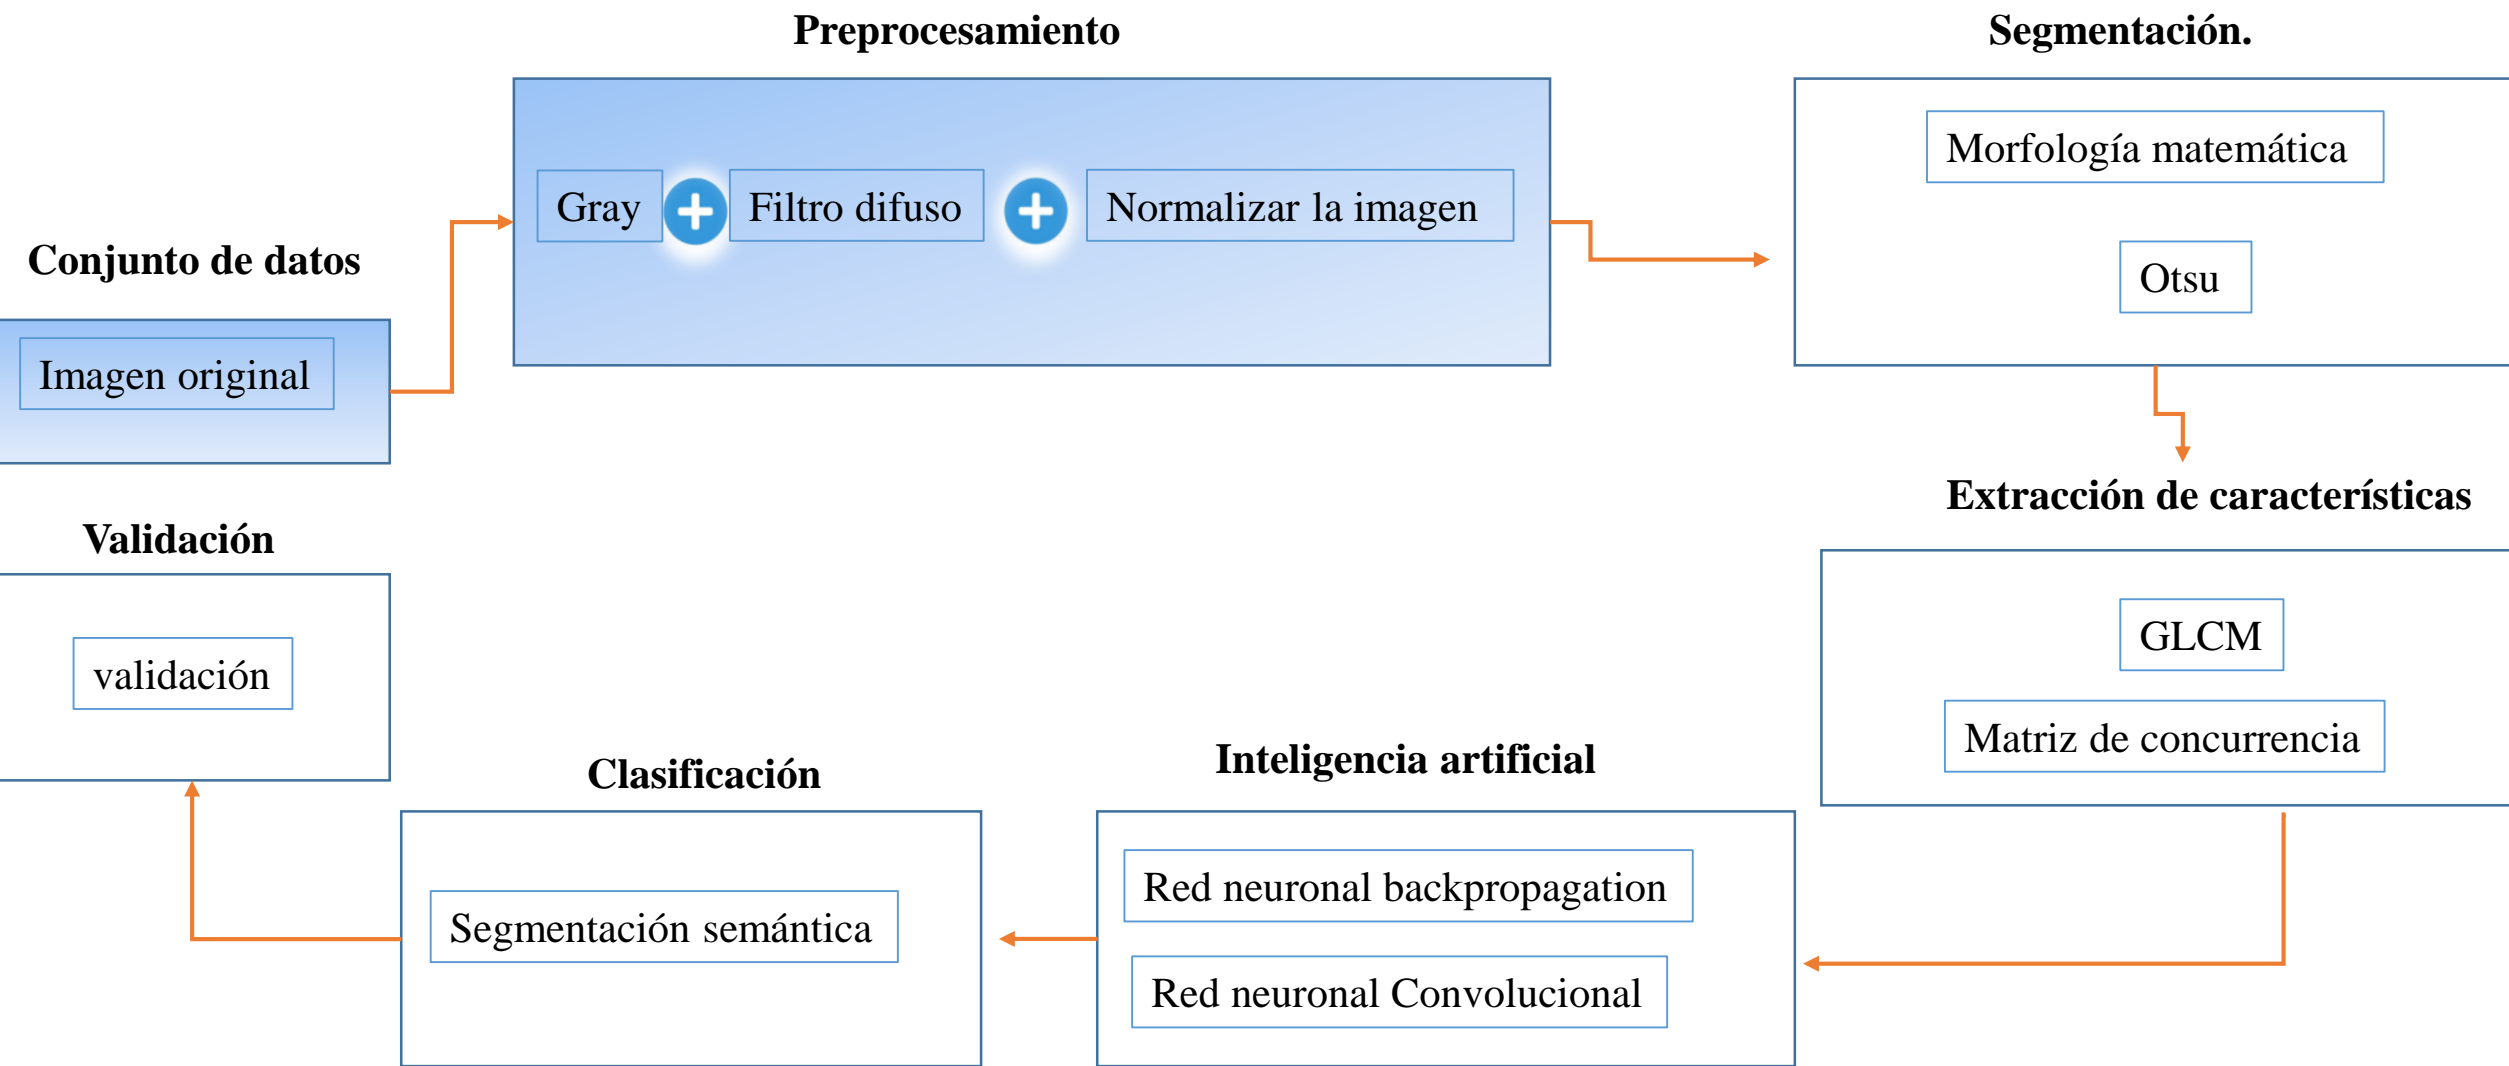 Preprocesamiento
Segmentación.
Gray
Filtro difuso
Normalizar la imagen
Morfología matemática
Otsu
Conjunto de datos
Imagen original
Extracción de características
GLCM
Matriz de concurrencia
Inteligencia artificial
Red neuronal backpropagation
Red neuronal Convolucional
Clasificación
Segmentación semántica
Validación
validación